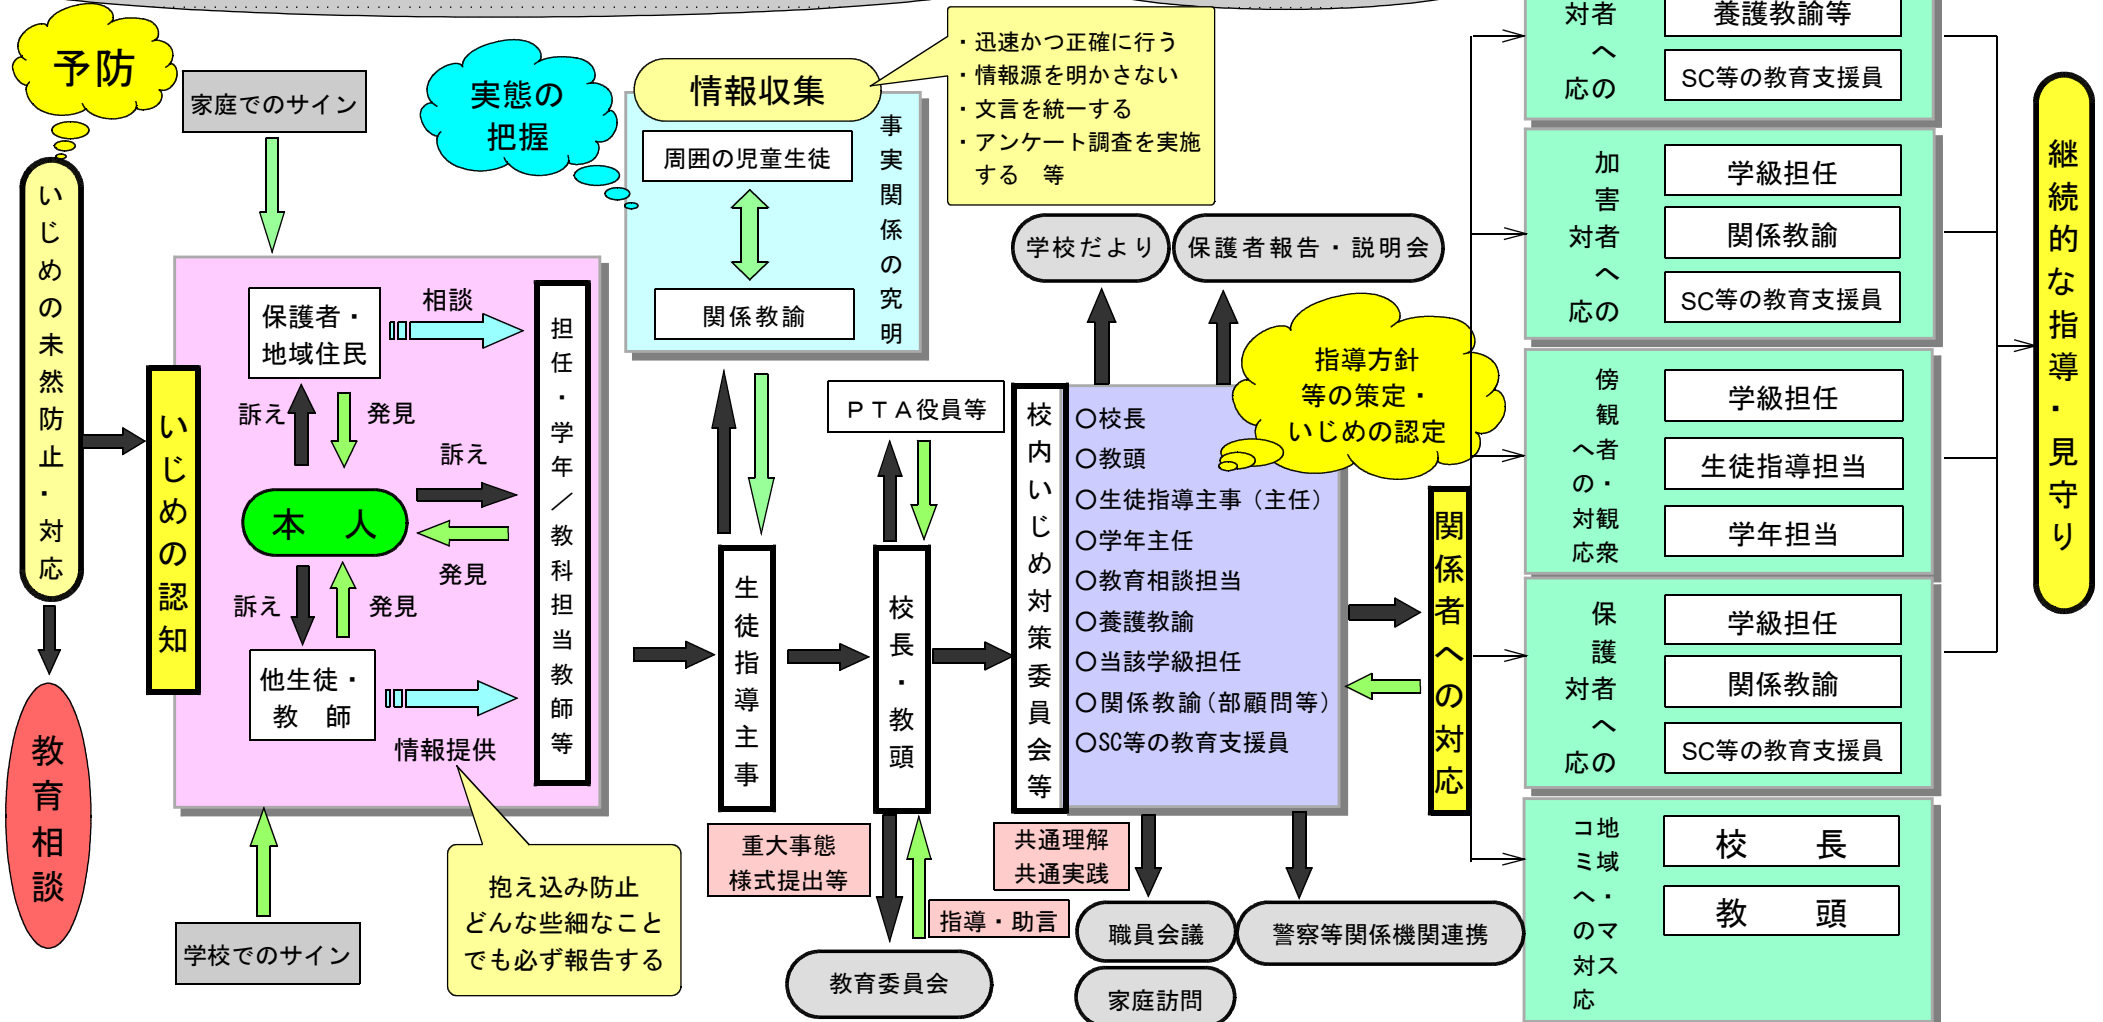 予防
いじめの未然防止・対応
教育相談
家庭でのサイン
いじめの認知
保護者・
地域住民
相談
訴え
発見
訴え
本　人
発見
訴え
発見
他生徒・
教　師
情報提供
担任・学年／教科担当教師等
学校でのサイン
抱え込み防止
どんな些細なこと
でも必ず報告する
実態の
把握
情報収集
周囲の児童生徒
関係教諭
事実関係の究明
・迅速かつ正確に行う
・情報源を明かさない
・文言を統一する
・アンケート調査を実施
する　等
生徒指導主事
ＰＴＡ役員等
校長・教頭
重大事態
様式提出等
指導・助言
教育委員会
学校だより
保護者報告・説明会
指導方針
等の策定・
いじめの認定
校内いじめ対策委員会等
○校長
○教頭
○生徒指導主事（主任）
○学年主任
○教育相談担当
○養護教諭
○当該学級担任
○関係教諭（部顧問等）
○SC等の教育支援員
共通理解
共通実践
職員会議
家庭訪問
警察等関係機関連携
関係者への対応
者への
対応
養護教諭等
SC等の教育支援員
加害者への
対応
学級担任
関係教諭
SC等の教育支援員
傍観者・観衆
への対応
学級担任
生徒指導担当
学年担当
保護者への
対応
学級担任
関係教諭
SC等の教育支援員
地域・マス
コミへの対応
校　長
教　頭
継続的な指導・見守り